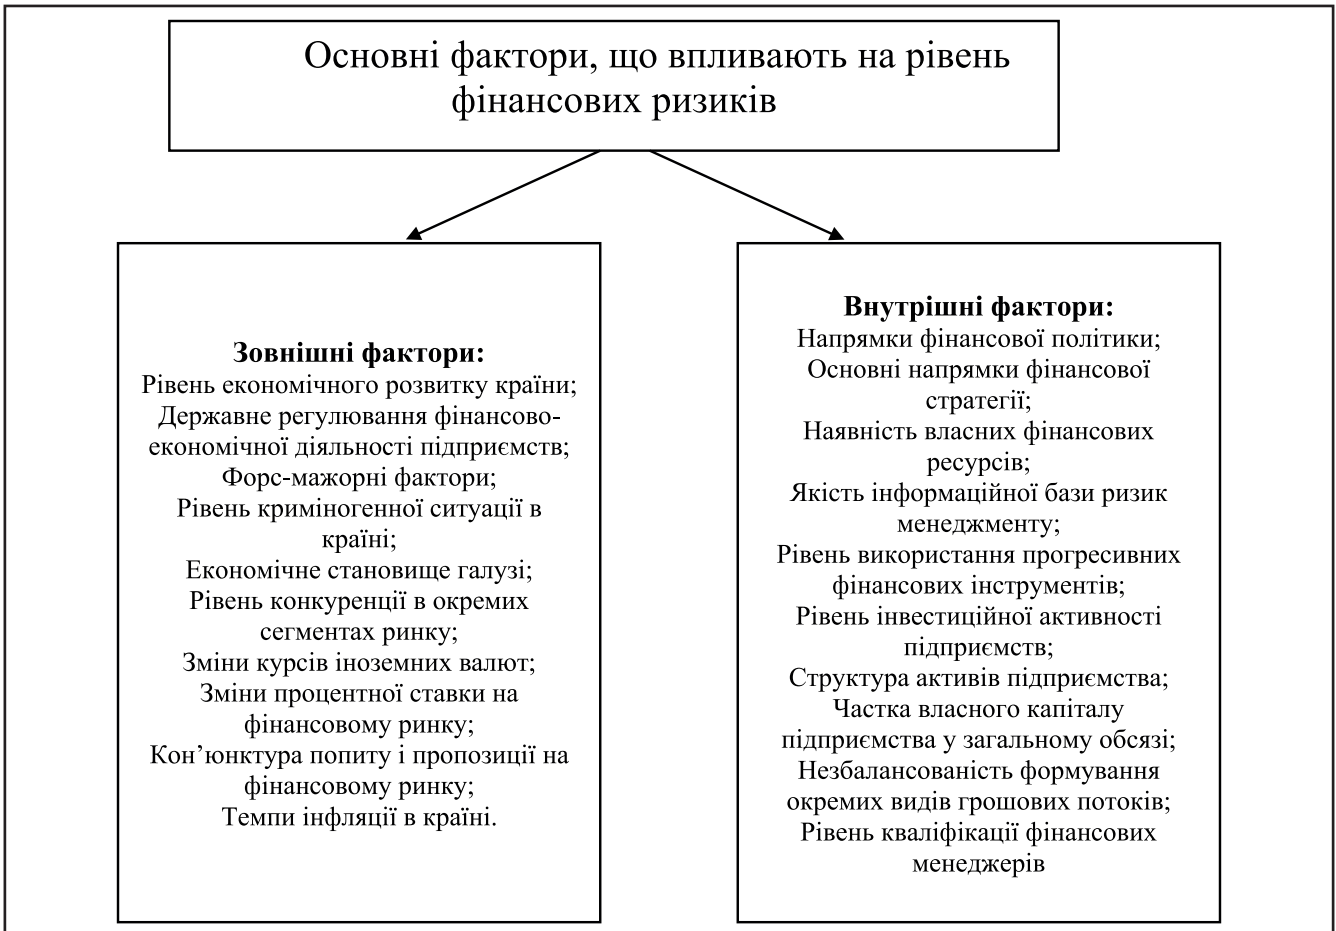 Основні фактори, що впливають на рівень
фінансових ризиків
Зовнішні фактори:
Рівень економічного розвитку країни;
Державне регулювання фінансово-
економічної діяльності підприємств;
Форс-мажорні фактори;
Рівень криміногенної ситуації в
країні;
Економічне становище галузі;
Рівень конкуренції в окремих
сегментах ринку;
Зміни курсів іноземних валют;
Зміни процентної ставки на
фінансовому ринку;
Кон’юнктура попиту і пропозиції на
фінансовому ринку;
Темпи інфляції в країні.
Внутрішні фактори:
Напрямки фінансової політики;
Основні напрямки фінансової
стратегії;
Наявність власних фінансових
ресурсів;
Якість інформаційної бази ризик
менеджменту;
Рівень використання прогресивних
фінансових інструментів;
Рівень інвестиційної активності
підприємств;
Структура активів підприємства;
Частка власного капіталу
підприємства у загальному обсязі;
Незбалансованість формування
окремих видів грошових потоків;
Рівень кваліфікації фінансових
менеджерів